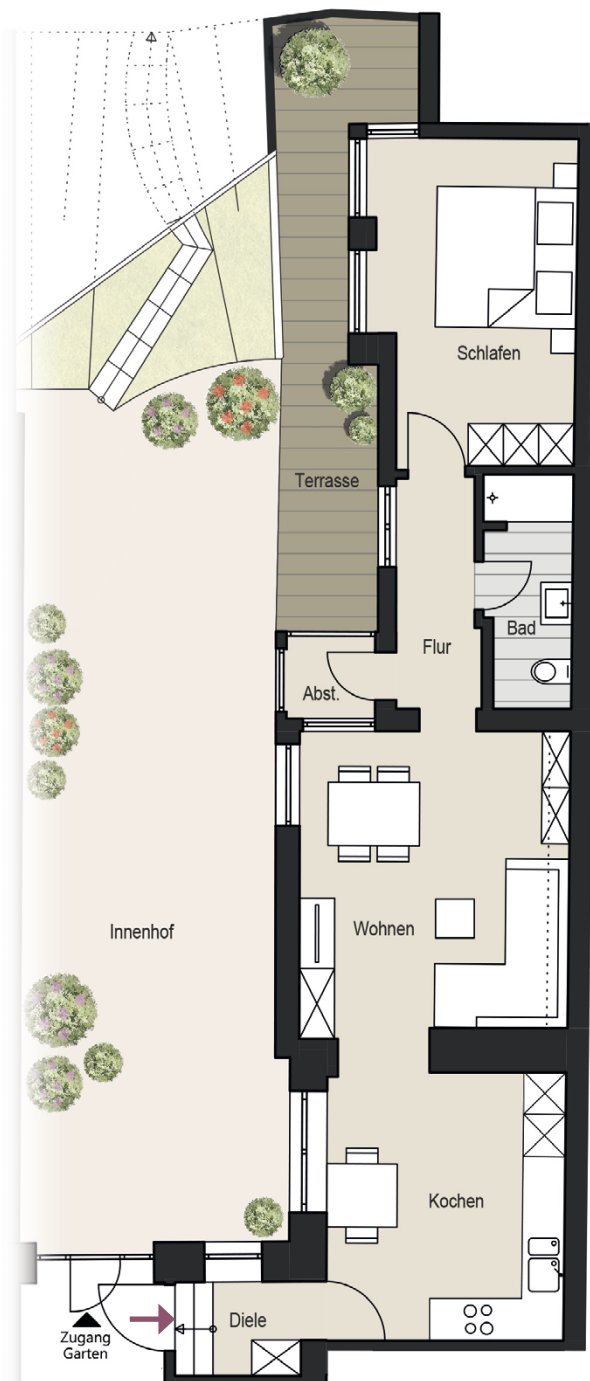 Schlafen
Terrasse
Bad
Flur
Abst.
Innenhof
Wohnen
Kochen
Diele
Zugang
Garten